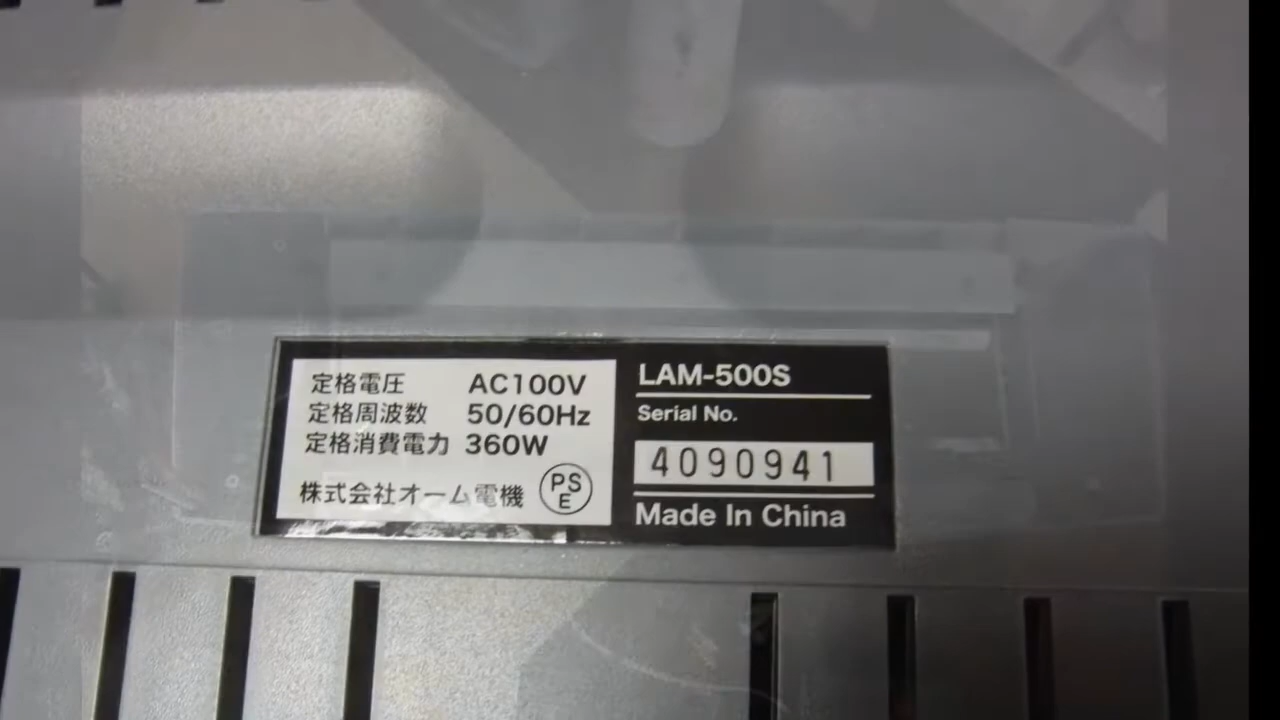 定格電圧 AC100V
定格周波数 50/60Hz
定格消費電力 360W
株式会社オーム電機 PSE
LAM-500S
Serial No.
4090941
Made In China